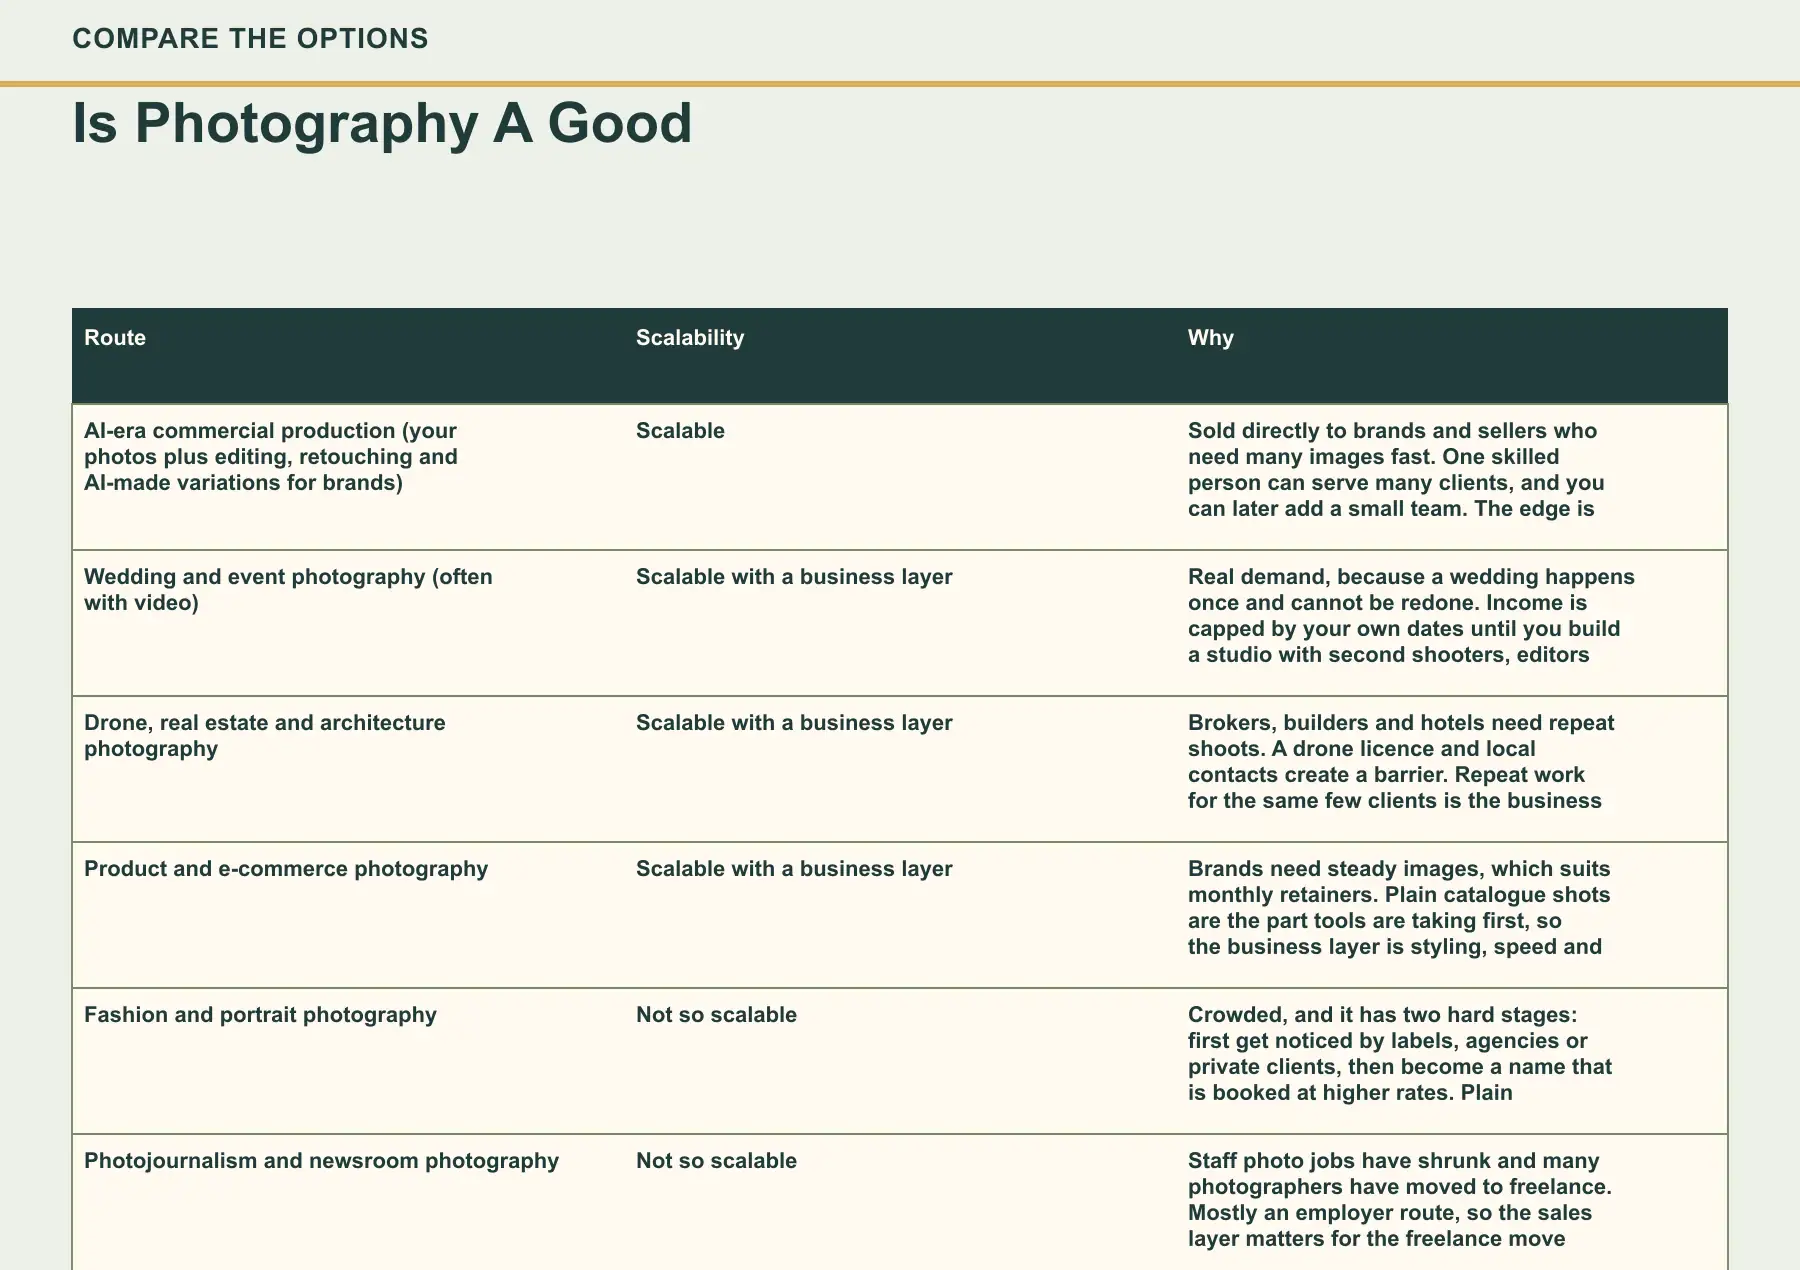 COMPARE THE OPTIONS
Is Photography A Good
Route
Scalability
Why
AI-era commercial production (your
photos plus editing, retouching and
AI-made variations for brands)
Scalable
Sold directly to brands and sellers who
need many images fast. One skilled
person can serve many clients, and you
can later add a small team. The edge is
Wedding and event photography (often
with video)
Scalable with a business layer
Real demand, because a wedding happens
once and cannot be redone. Income is
capped by your own dates until you build
a studio with second shooters, editors
Drone, real estate and architecture
photography
Scalable with a business layer
Brokers, builders and hotels need repeat
shoots. A drone licence and local
contacts create a barrier. Repeat work
for the same few clients is the business
Product and e-commerce photography
Scalable with a business layer
Brands need steady images, which suits
monthly retainers. Plain catalogue shots
are the part tools are taking first, so
the business layer is styling, speed and
Fashion and portrait photography
Not so scalable
Crowded, and it has two hard stages:
first get noticed by labels, agencies or
private clients, then become a name that
is booked at higher rates. Plain
Photojournalism and newsroom photography
Not so scalable
Staff photo jobs have shrunk and many
photographers have moved to freelance.
Mostly an employer route, so the sales
layer matters for the freelance move